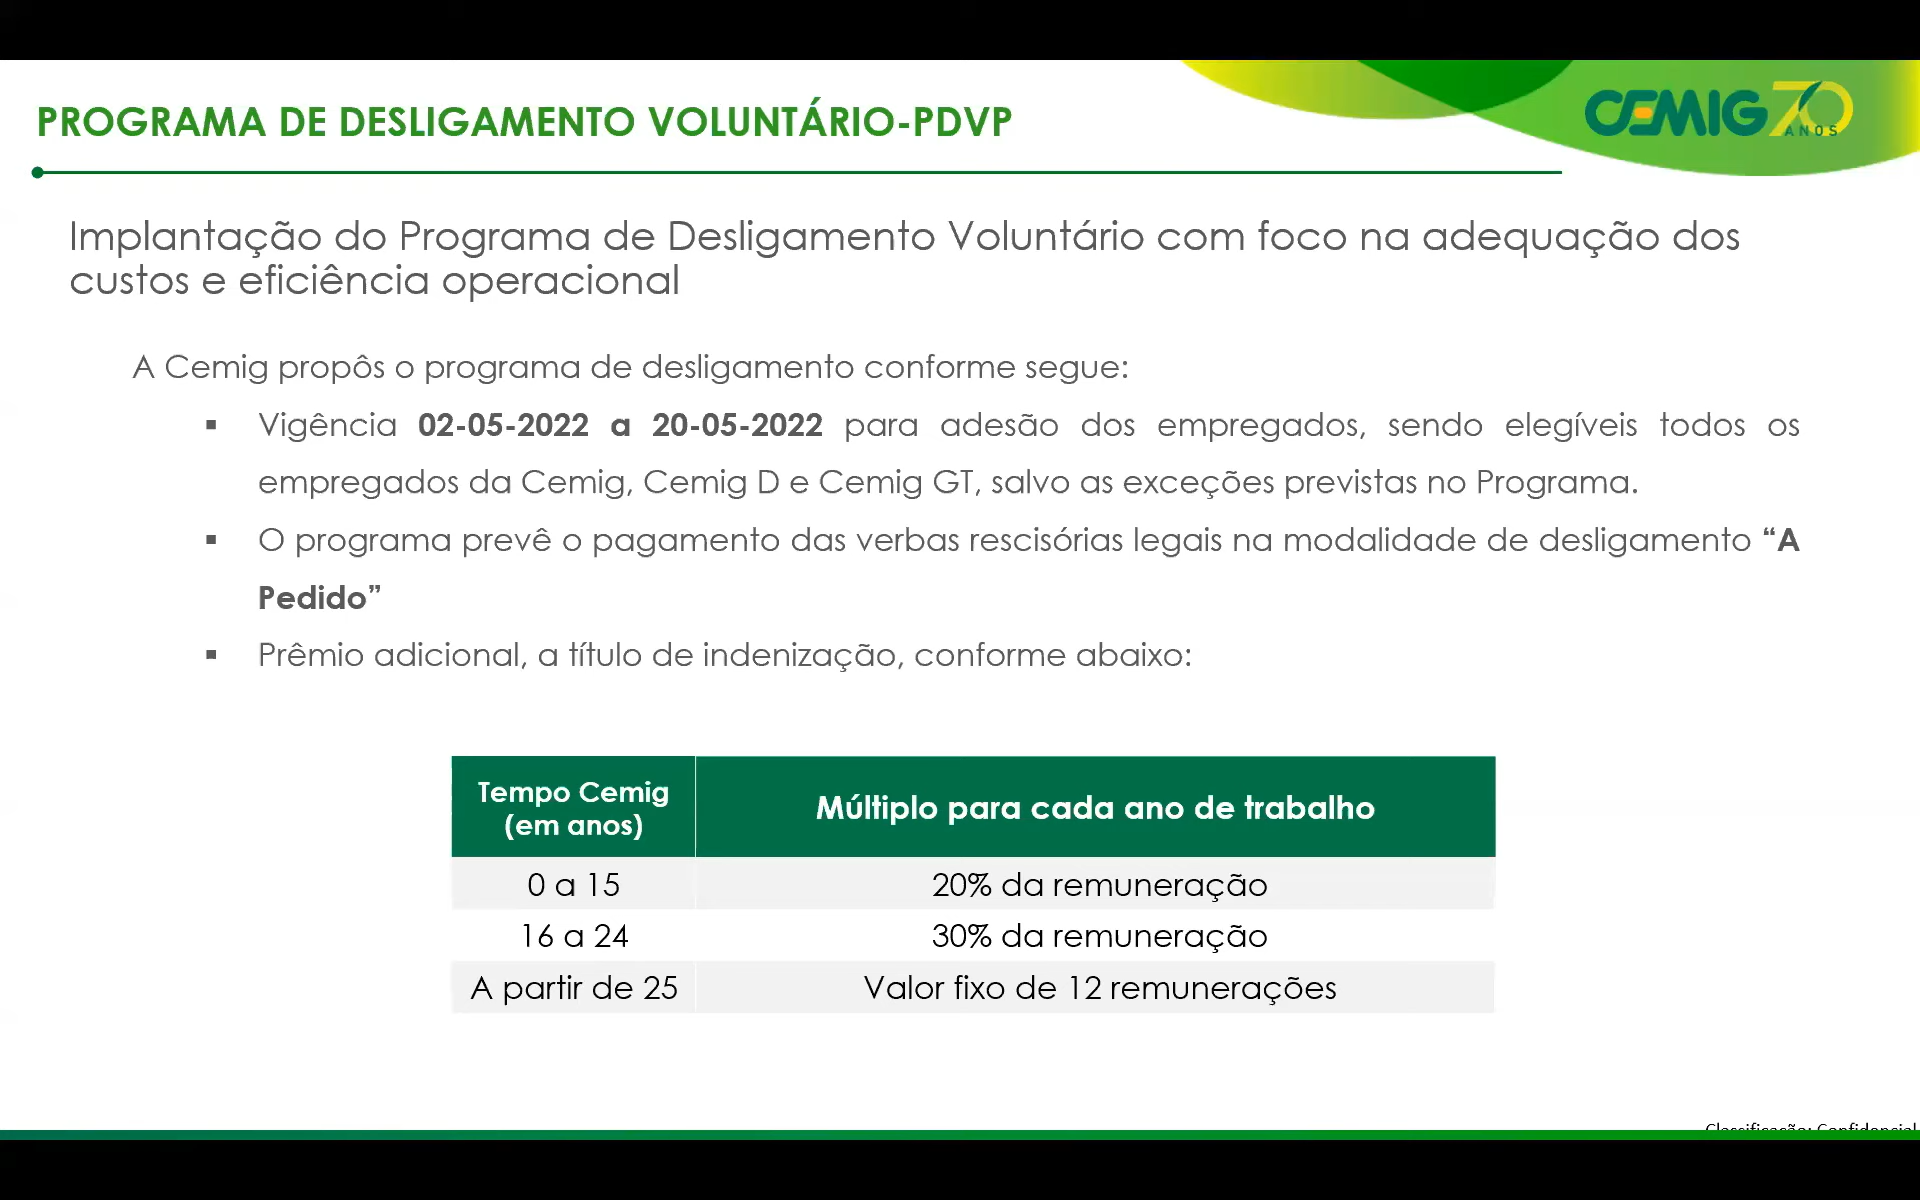 PROGRAMA DE DESLIGAMENTO VOLUNTÁRIO-PDVP
CEMIG 70
ANOS
Implantação do Programa de Desligamento Voluntário com foco na adequação dos
custos e eficiência operacional
A Cemig propôs o programa de desligamento conforme segue:
▪ Vigência 02-05-2022 a 20-05-2022 para adesão dos empregados, sendo elegíveis todos os
empregados da Cemig, Cemig D e Cemig GT, salvo as exceções previstas no Programa.
▪ O programa prevê o pagamento das verbas rescisórias legais na modalidade de desligamento “A
Pedido”
▪ Prêmio adicional, a título de indenização, conforme abaixo:
Tempo Cemig
(em anos)
Múltiplo para cada ano de trabalho
0 a 15 20% da remuneração
16 a 24 30% da remuneração
A partir de 25 Valor fixo de 12 remunerações
Classificação: Confidencial